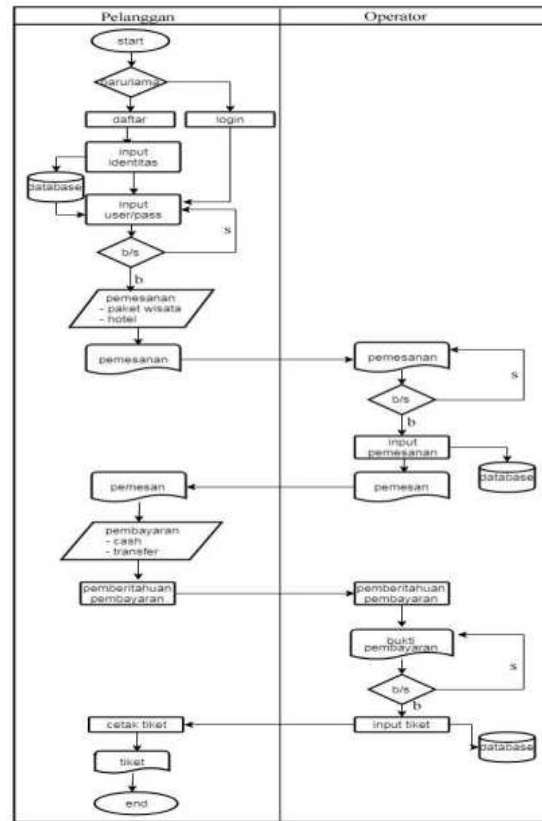 Pelanggan
Operator
start
baru/lama
daftar
login
input
identitas
database
input
user/pass
s
b/s
b
pemesanan
- paket wisata
- hotel
pemesanan
pemesanan
s
b/s
b
input
pemesanan
database
pemesan
pemesan
pembayaran
- cash
- transfer
pemberitahuan
pembayaran
pemberitahuan
pembayaran
bukti
pembayaran
s
b/s
b
cetak tiket
input tiket
database
tiket
end